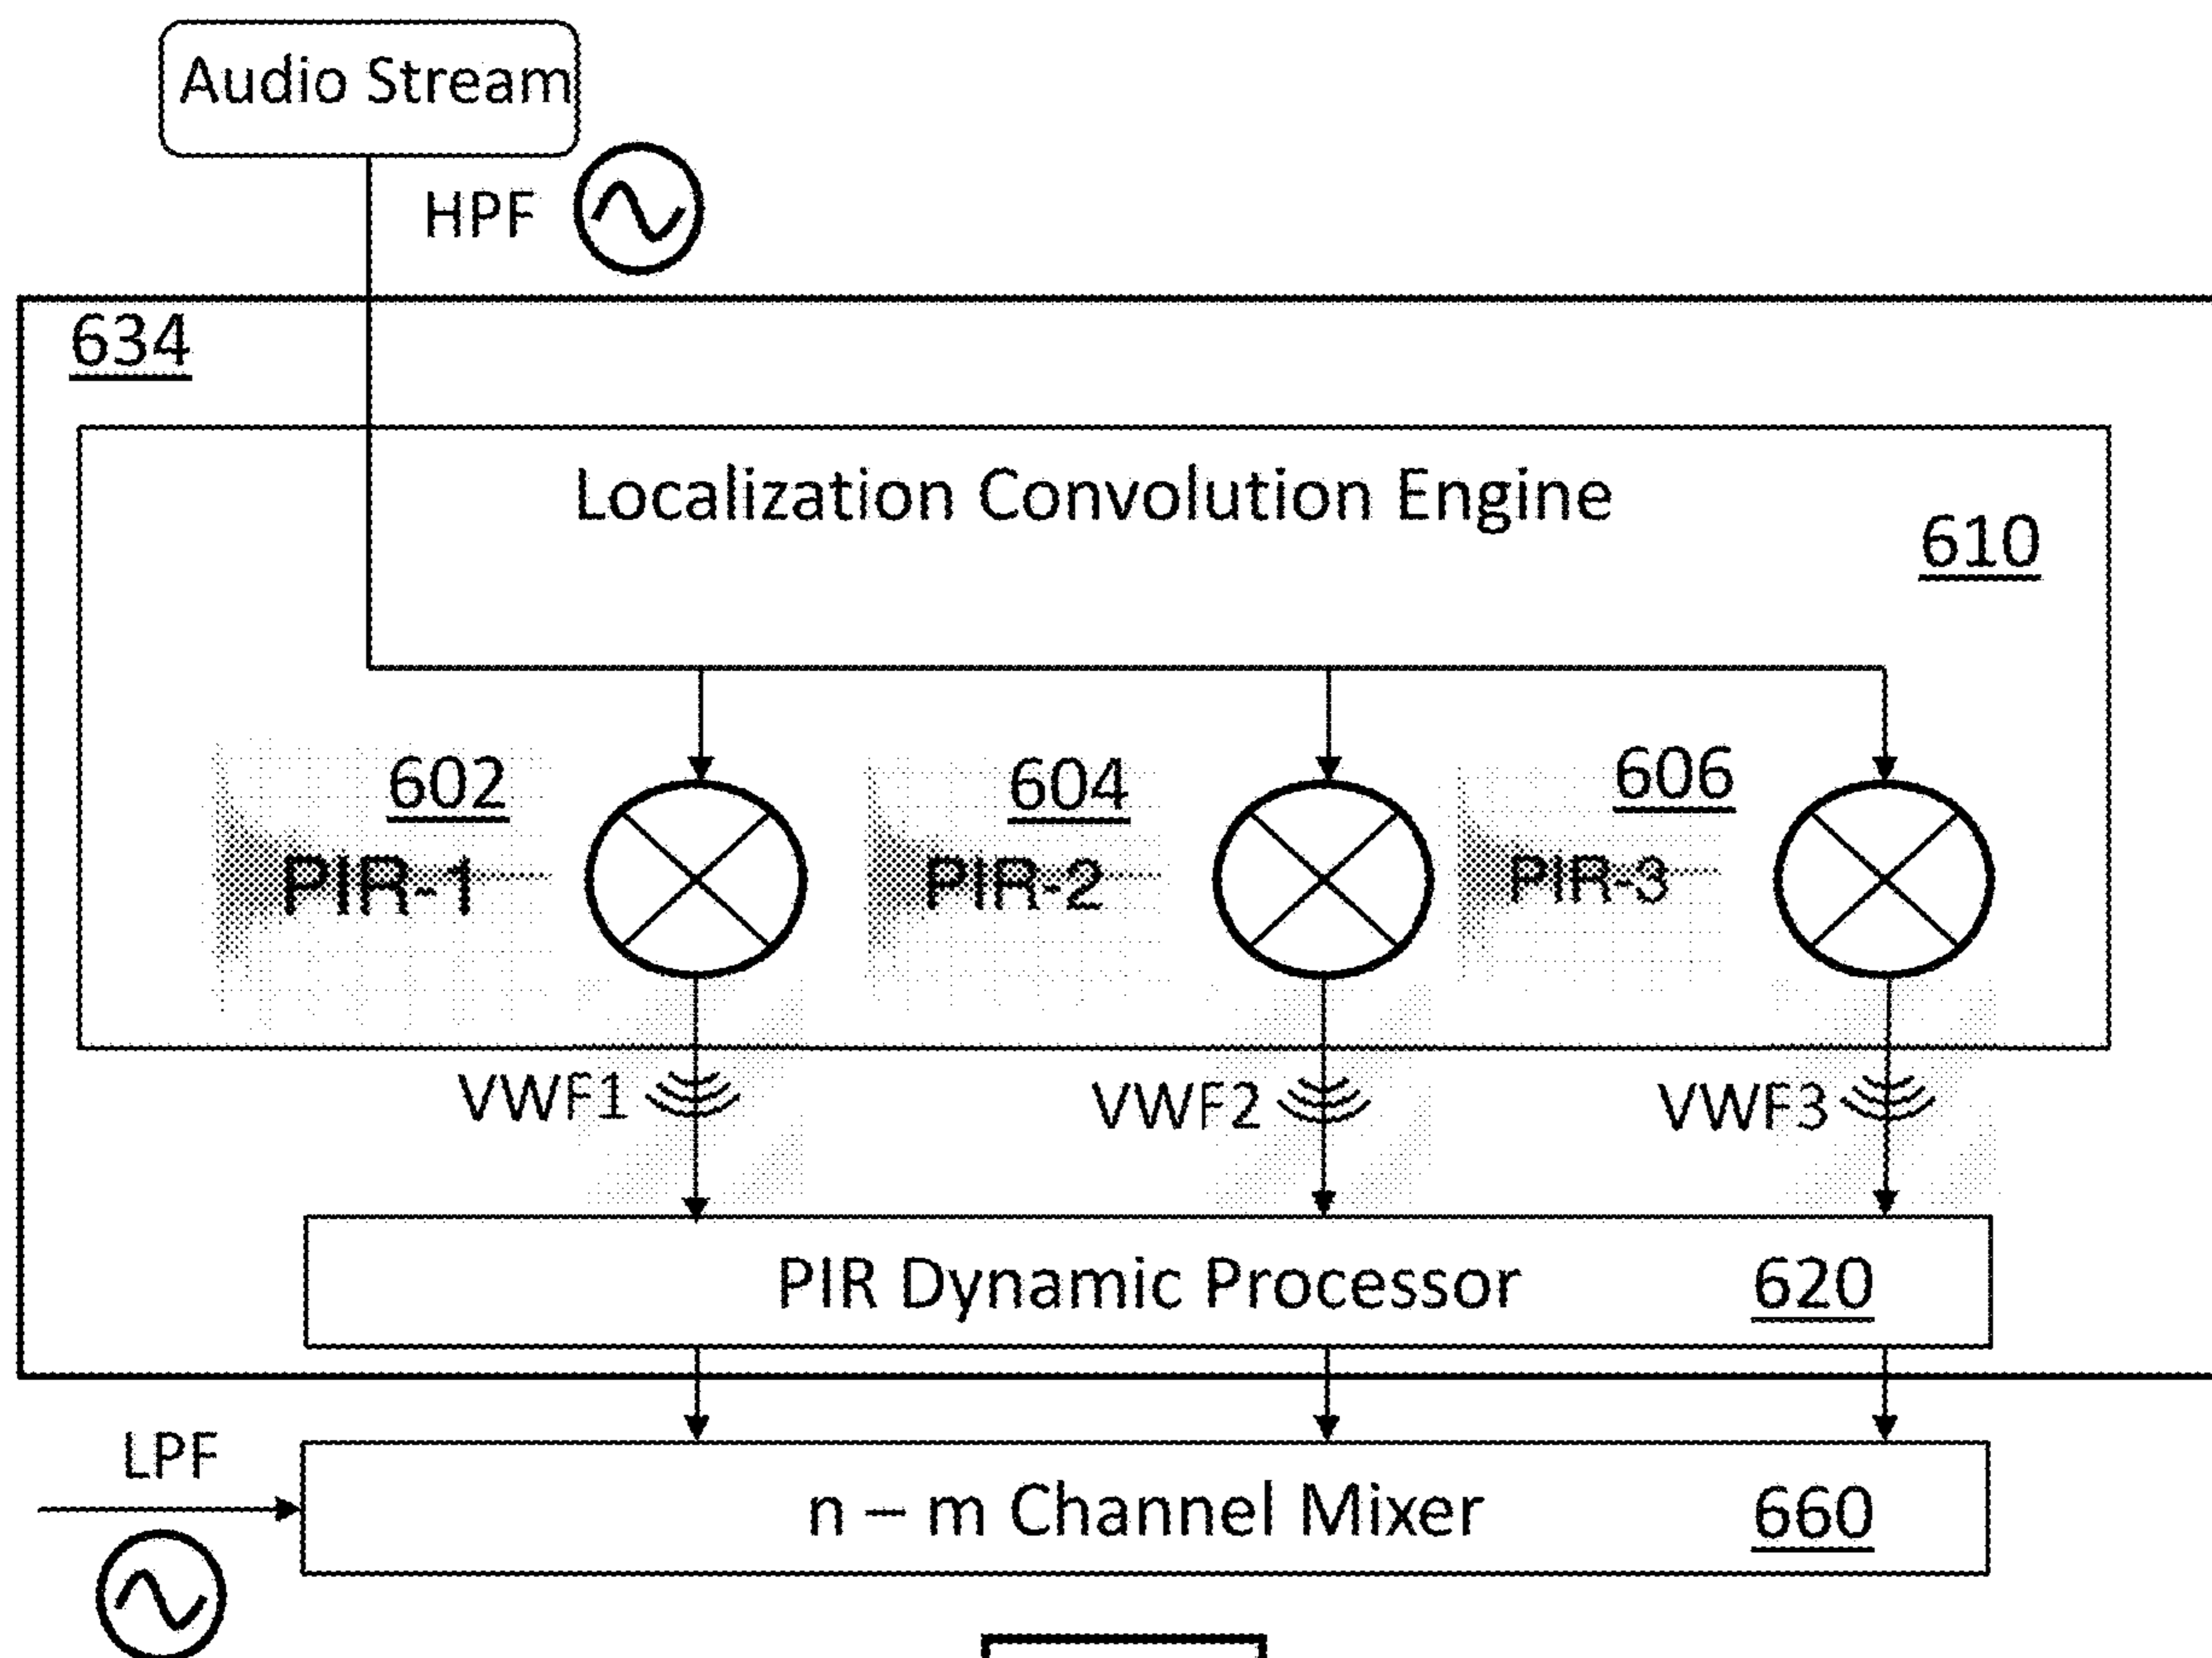 Audio Stream
HPF
634
Localization Convolution Engine
610
602
604
606
PIR-1
PIR-2
PIR-3
VWF1
VWF2
VWF3
PIR Dynamic Processor
620
LPF
n – m Channel Mixer
660